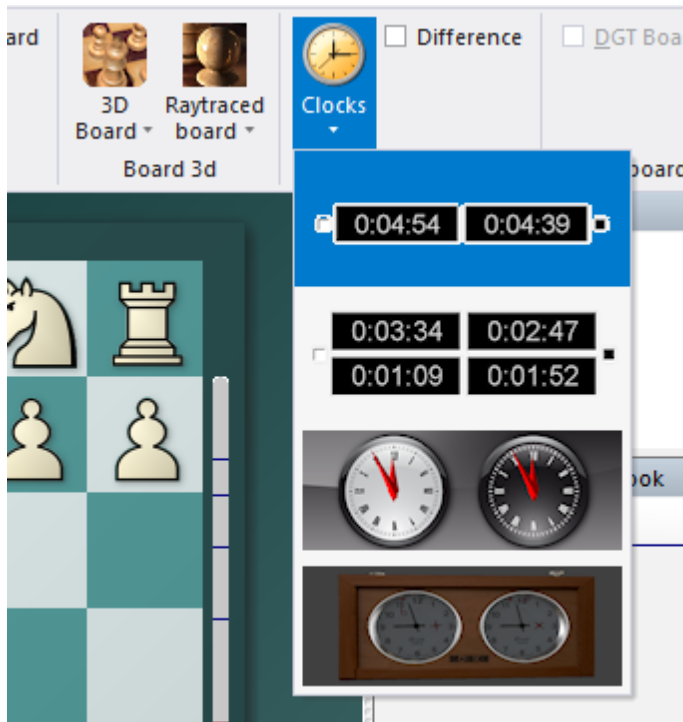 ard
3D
Board
Raytraced
board
Clocks
Difference
DGT Boa
Board 3d
board
0:04:54 0:04:39
0:03:34 0:02:47
0:01:09 0:01:52
ook